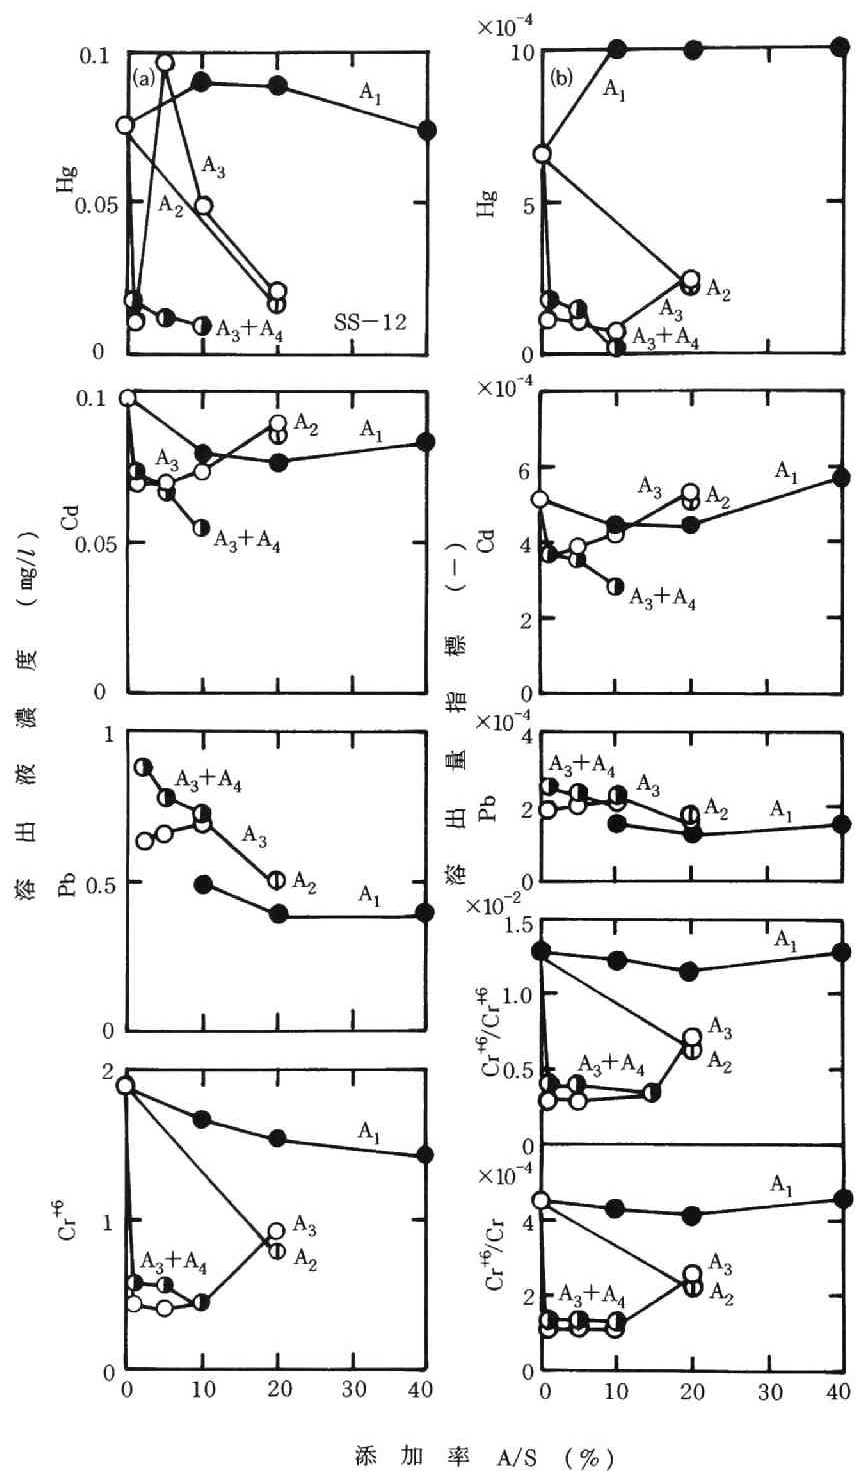 溶出液濃度 (mg/l)
0.1
(a)
Hg
0.05
0
A1
A3
A2
A3+A4
SS-12
0.1
Cd
0.05
0
A2
A1
A3
A3+A4
1
Pb
0.5
0
A3+A4
A3
A2
A1
2
Cr+6
1
0
A1
A3
A3+A4
A2
0 10 20 30 40
溶出量指標 (-)
×10-4
10
(b)
Hg
5
0
A1
A2
A3
A3+A4
×10-4
6
Cd
4
2
0
A1
A3
A2
A3+A4
×10-4
4
Pb
2
0
A3+A4
A3
A2
A1
×10-2
1.5
Cr+6/Cr+6
1.0
0.5
0
A1
A3
A3+A4
A2
×10-4
Cr+6/Cr
4
2
0
A1
A3
A3+A4
A2
0 10 20 30 40
添加率 A/S (%)